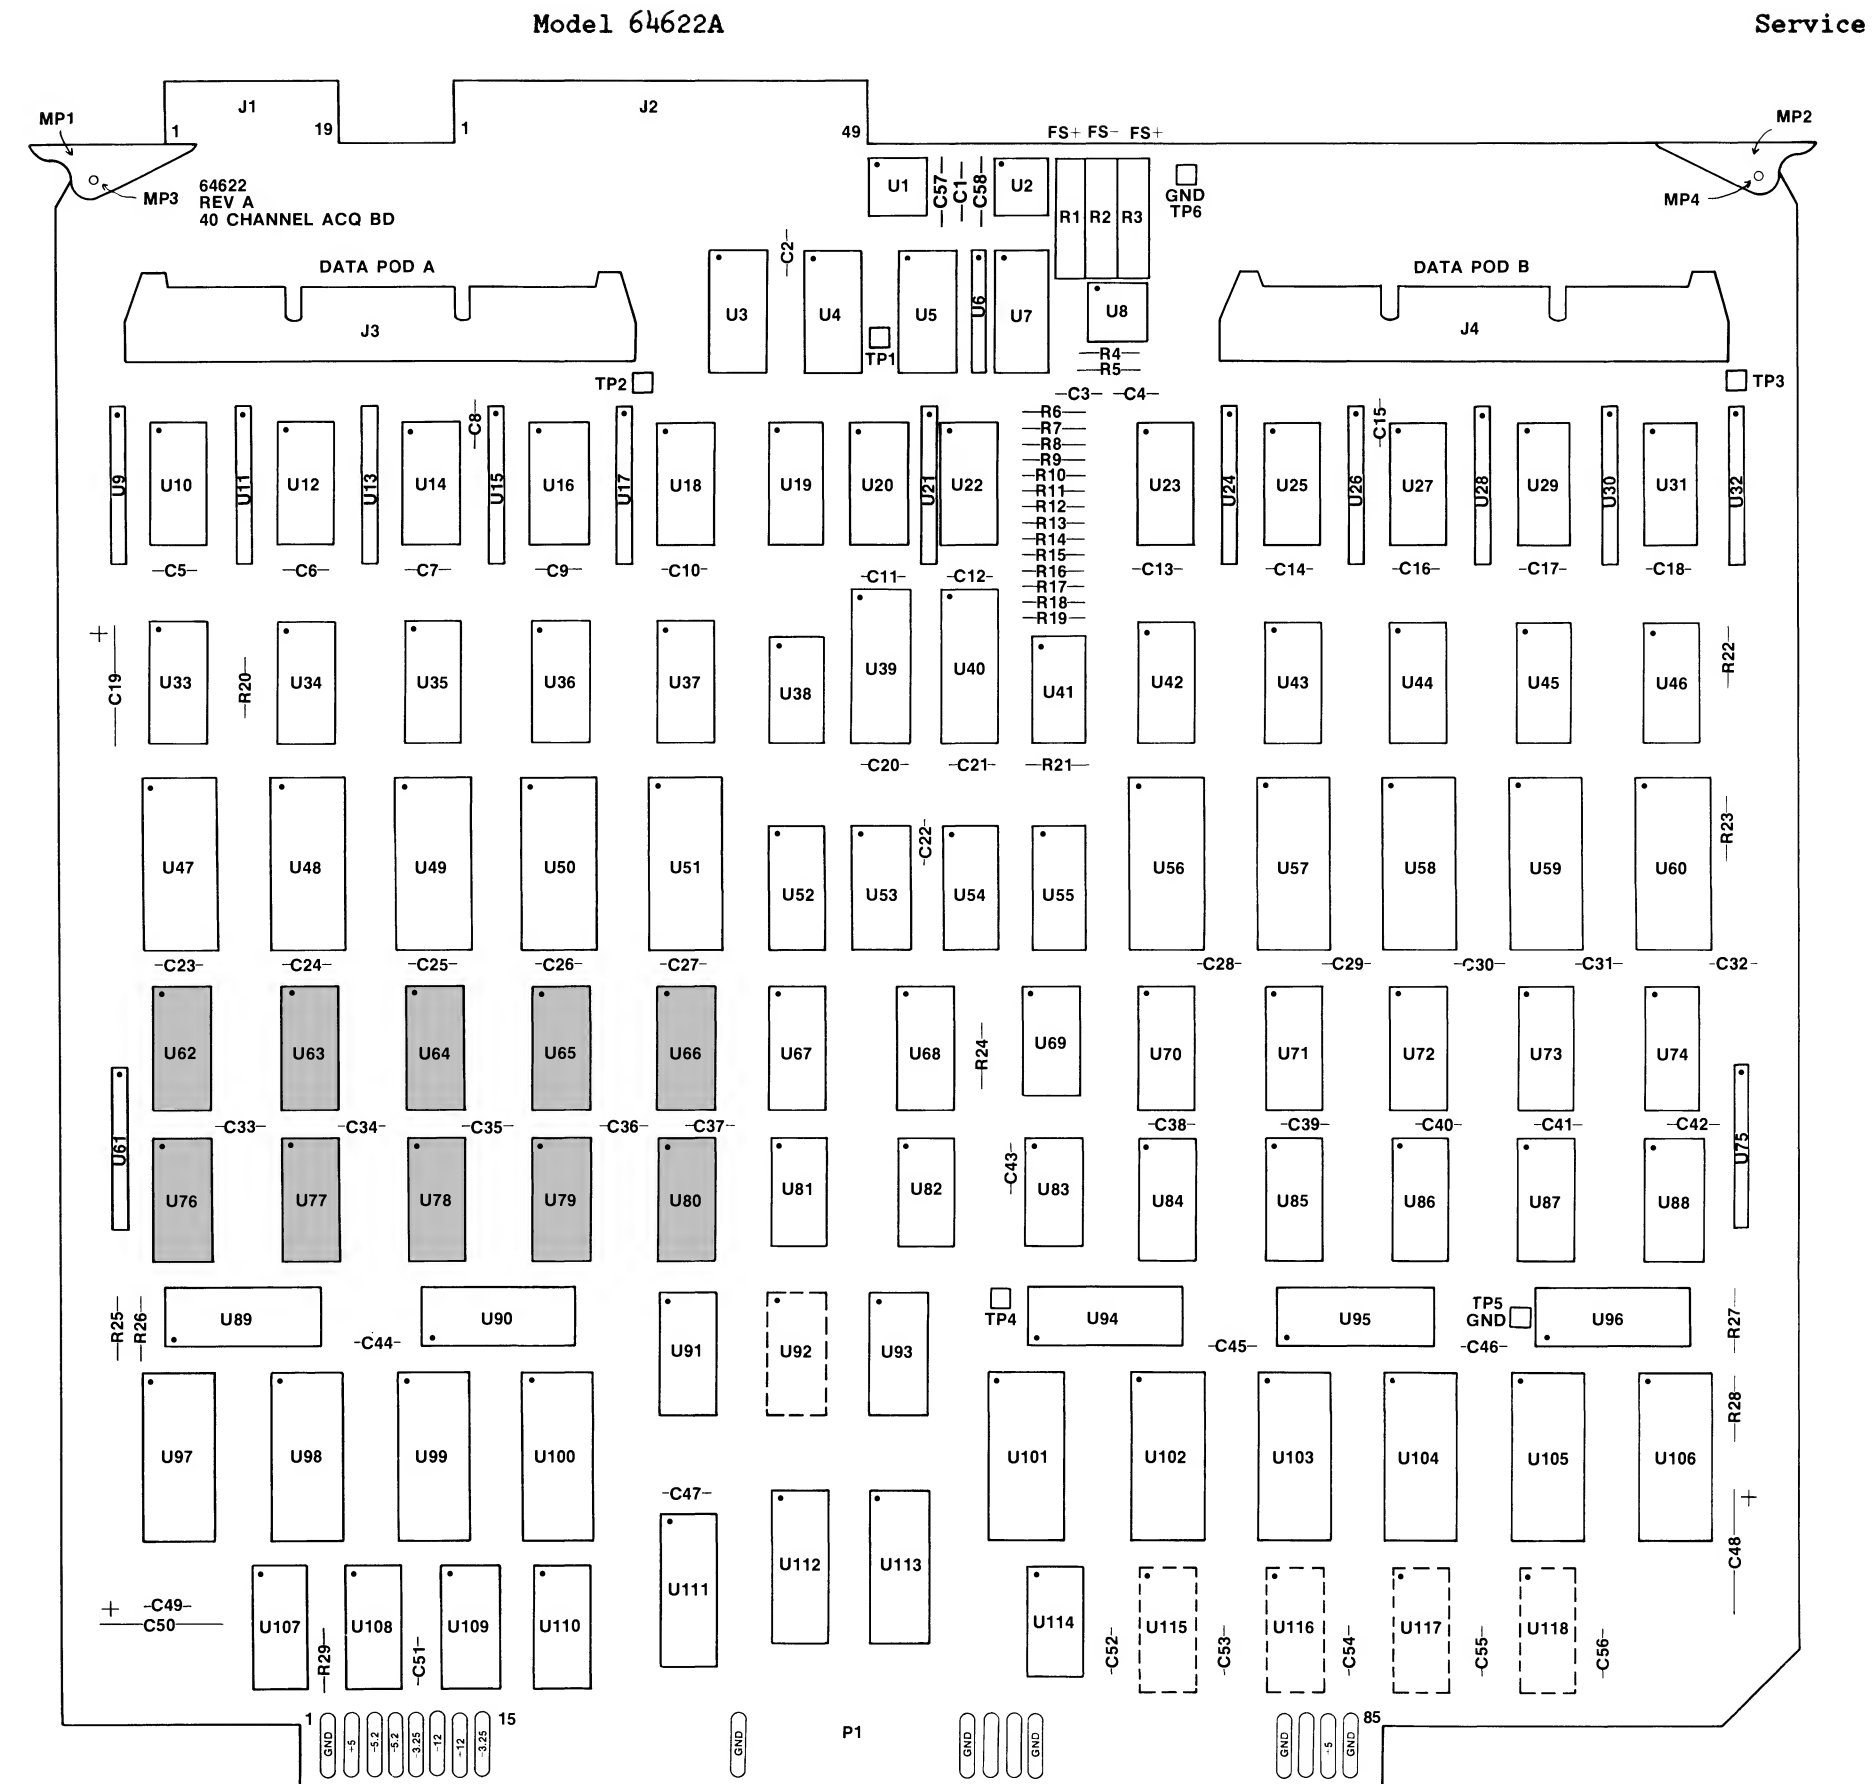 Model 64622A Service
J1 J2
MP1 1 19 1 49 FS+ FS- FS+ MP2
MP3 64622 U1 C57 C1 C58 U2 GND MP4
REV A TP6
40 CHANNEL ACQ BD R1 R2 R3
C2
DATA POD A DATA POD B
J3 U3 U4 U5 U6 U7 U8 J4
TP1 R4
R5
TP2 TP3
C3 C4
C8 C15
R6
R7
R8
R9
R10
R11
R12
R13
R14
R15
R16
R17
R18
R19
U9 U10 U11 U12 U13 U14 U15 U16 U17 U18 U19 U20 U21 U22 U23 U24 U25 U26 U27 U28 U29 U30 U31 U32
C5 C6 C7 C9 C10 C11 C12 C13 C14 C16 C17 C18
+
C19 U33 R20 U34 U35 U36 U37 U38 U39 U40 U41 U42 U43 U44 U45 U46 R22
C20 C21 R21
C22 R23
U47 U48 U49 U50 U51 U52 U53 U54 U55 U56 U57 U58 U59 U60
C23 C24 C25 C26 C27 C28 C29 C30 C31 C32
U62 U63 U64 U65 U66 U67 U68 R24 U69 U70 U71 U72 U73 U74
C33 C34 C35 C36 C37 C38 C39 C40 C41 C42
U61 C43 U75
U76 U77 U78 U79 U80 U81 U82 U83 U84 U85 U86 U87 U88
R25 R26 U89 C44 U90 U91 U92 U93 TP4 U94 C45 U95 TP5
GND C46 U96 R27
R28
U97 U98 U99 U100 U101 U102 U103 U104 U105 U106
C47 +
C48
U111 U112 U113
+ C49
C50 U107 R29 U108 C51 U109 U110 U114 C52 U115 C53 U116 C54 U117 C55 U118 C56
1 15 P1 85
GND +5 -5.2 -5.2 -3.25 -12 -12 -3.25 GND GND GND GND +5 GND